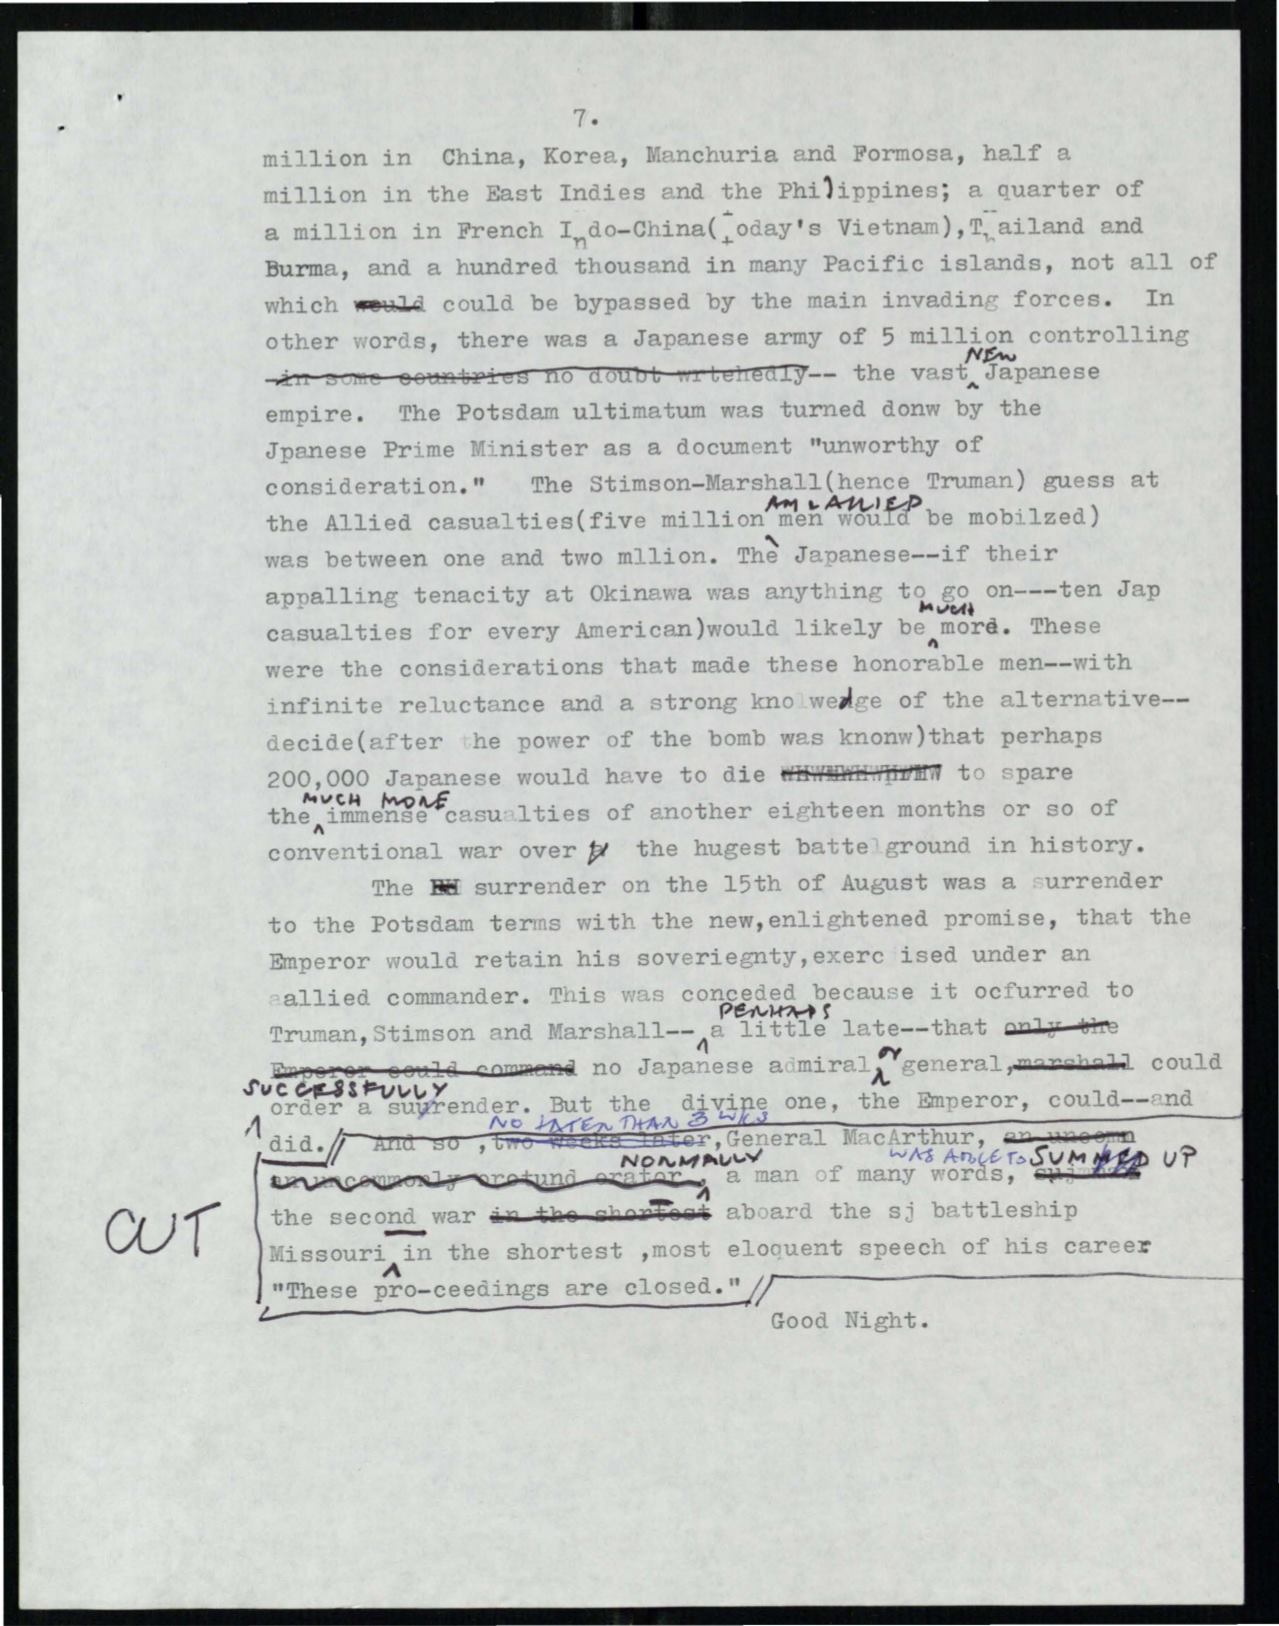 7.
million in China, Korea, Manchuria and Formosa, half a
million in the East Indies and the Philippines; a quarter of
a million in French Indo-China(today's Vietnam),Thailand and
Burma, and a hundred thousand in many Pacific islands, not all of
which would could be bypassed by the main invading forces. In
other words, there was a Japanese army of 5 million controlling
NEW
in some countries no doubt wrtehedly-- the vast Japanese
empire. The Potsdam ultimatum was turned donw by the
Jpanese Prime Minister as a document "unworthy of
consideration." The Stimson-Marshall(hence Truman) guess at
ALLIED
the Allied casualties(five million men would be mobilzed)
was between one and two mllion. The Japanese--if their
appalling tenacity at Okinawa was anything to go on---ten Jap
MUCH
casualties for every American)would likely be more. These
were the considerations that made these honorable men--with
infinite reluctance and a strong knolwedge of the alternative--
decide(after the power of the bomb was knonw)that perhaps
200,000 Japanese would have to die to spare
MUCH MORE
the immense casualties of another eighteen months or so of
conventional war over the hugest battelground in history.
The surrender on the 15th of August was a surrender
to the Potsdam terms with the new,enlightened promise, that the
Emperor would retain his soveriegnty,exerc ised under an
aallied commander. This was conceded because it ocfurred to
PERHAPS
Truman,Stimson and Marshall-- a little late--that only the
Emperor could command no Japanese admiral or general,marshall could
SUCCESSFULLY
order a suyrender. But the divine one, the Emperor, could--and
NO LATER THAN 3 WKS
did.// And so ,two weeks later,General MacArthur, an uncomm
NORMALLY WAS ABLE TO SUMMED UP
an uncommonly orotund orator, a man of many words,
the second war in the shortest aboard the sj battleship
CUT
Missouri in the shortest ,most eloquent speech of his career
"These pro-ceedings are closed."//
Good Night.